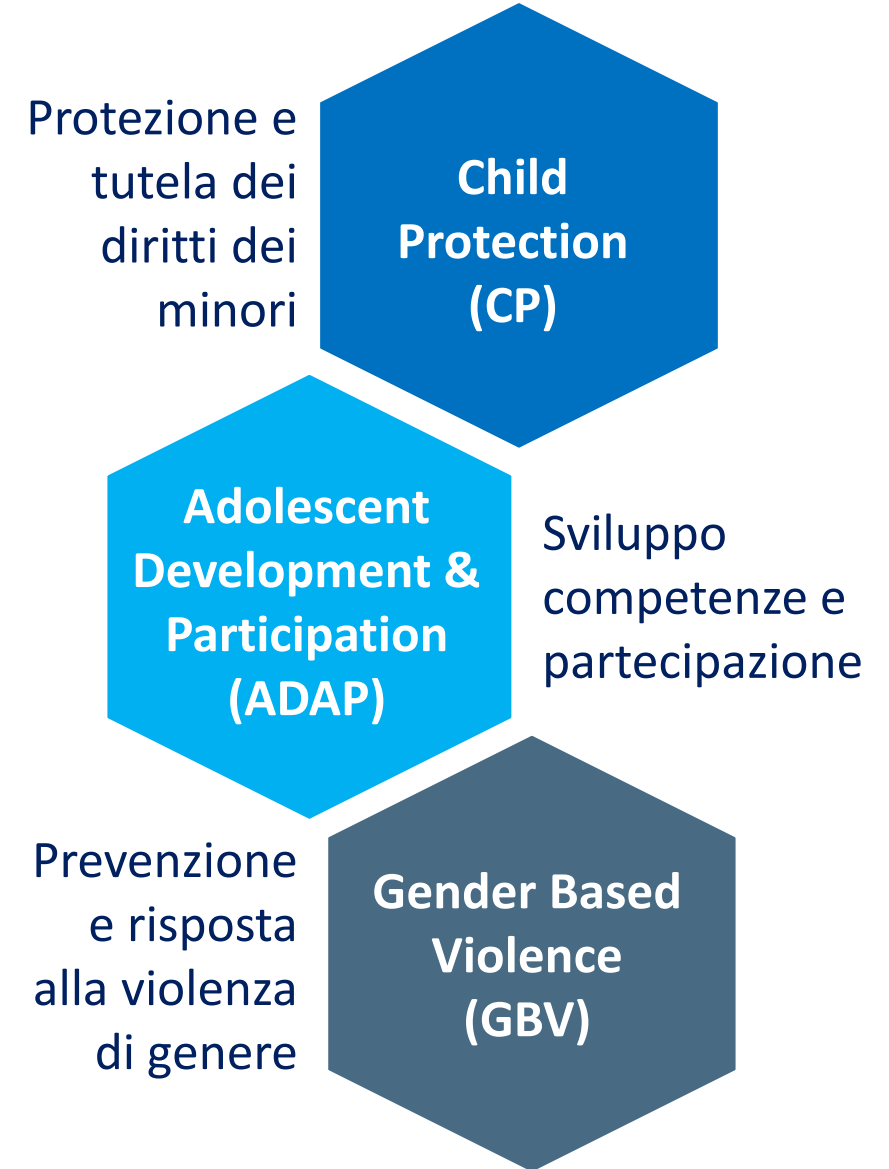 Protezione e
tutela dei
diritti dei
minori
Child
Protection
(CP)
Adolescent
Development &
Participation
(ADAP)
Sviluppo
competenze e
partecipazione
Prevenzione
e risposta
alla violenza
di genere
Gender Based
Violence
(GBV)